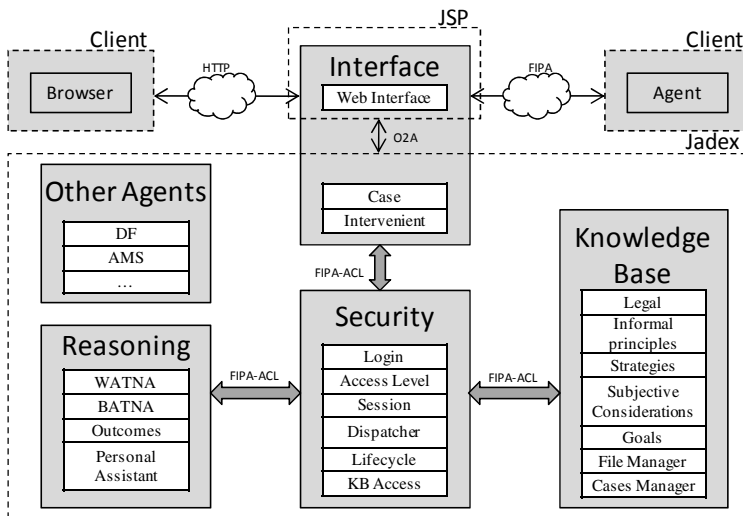 JSP
Client
Client
HTTP
Interface
FIPA
Browser
Web Interface
Agent
O2A
Jadex
Other Agents
DF
AMS
...
Case
Intervenient
Knowledge
Base
Legal
Informal
principles
Strategies
Subjective
Considerations
Goals
File Manager
Cases Manager
FIPA-ACL
Security
Login
Access Level
Session
Dispatcher
Lifecycle
KB Access
Reasoning
WATNA
BATNA
Outcomes
Personal
Assistant
FIPA-ACL
FIPA-ACL